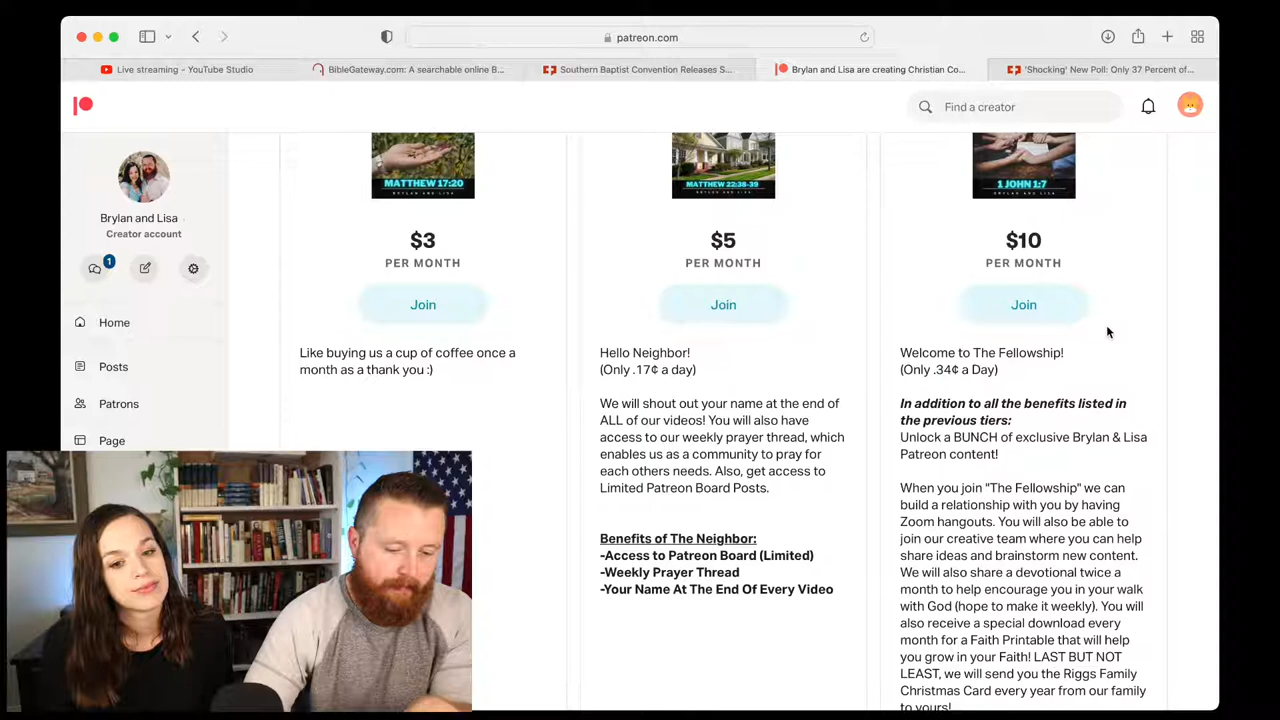 patreon.com
Live streaming - YouTube Studio
BibleGateway.com: A searchable online B...
Southern Baptist Convention Releases S...
Brylan and Lisa are creating Christian Co...
'Shocking' New Poll: Only 37 Percent of...
Find a creator
Brylan and Lisa
Creator account
1
Home
Posts
Patrons
Page
MATTHEW 17:20
BRYLAN AND LISA
$3
PER MONTH
Join
Like buying us a cup of coffee once a
month as a thank you :)
MATTHEW 22:38-39
BRYLAN AND LISA
$5
PER MONTH
Join
Hello Neighbor!
(Only .17¢ a day)
We will shout out your name at the end of
ALL of our videos! You will also have
access to our weekly prayer thread, which
enables us as a community to pray for
each others needs. Also, get access to
Limited Patreon Board Posts.
Benefits of The Neighbor:
-Access to Patreon Board (Limited)
-Weekly Prayer Thread
-Your Name At The End Of Every Video
1 JOHN 1:7
BRYLAN AND LISA
$10
PER MONTH
Join
Welcome to The Fellowship!
(Only .34¢ a Day)
In addition to all the benefits listed in
the previous tiers:
Unlock a BUNCH of exclusive Brylan & Lisa
Patreon content!
When you join "The Fellowship" we can
build a relationship with you by having
Zoom hangouts. You will also be able to
join our creative team where you can help
share ideas and brainstorm new content.
We will also share a devotional twice a
month to help encourage you in your walk
with God (hope to make it weekly). You will
also receive a special download every
month for a Faith Printable that will help
you grow in your Faith! LAST BUT NOT
LEAST, we will send you the Riggs Family
Christmas Card every year from our family
to yours!